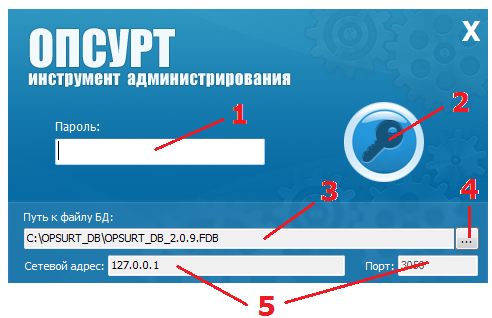 ОПСУРТ
X
инструмент администрирования
1
2
Пароль:
3
4
Путь к файлу БД:
C:\OPSURT_DB\OPSURT_DB_2.0.9.FDB
...
Сетевой адрес: 127.0.0.1 Порт: 3050
5